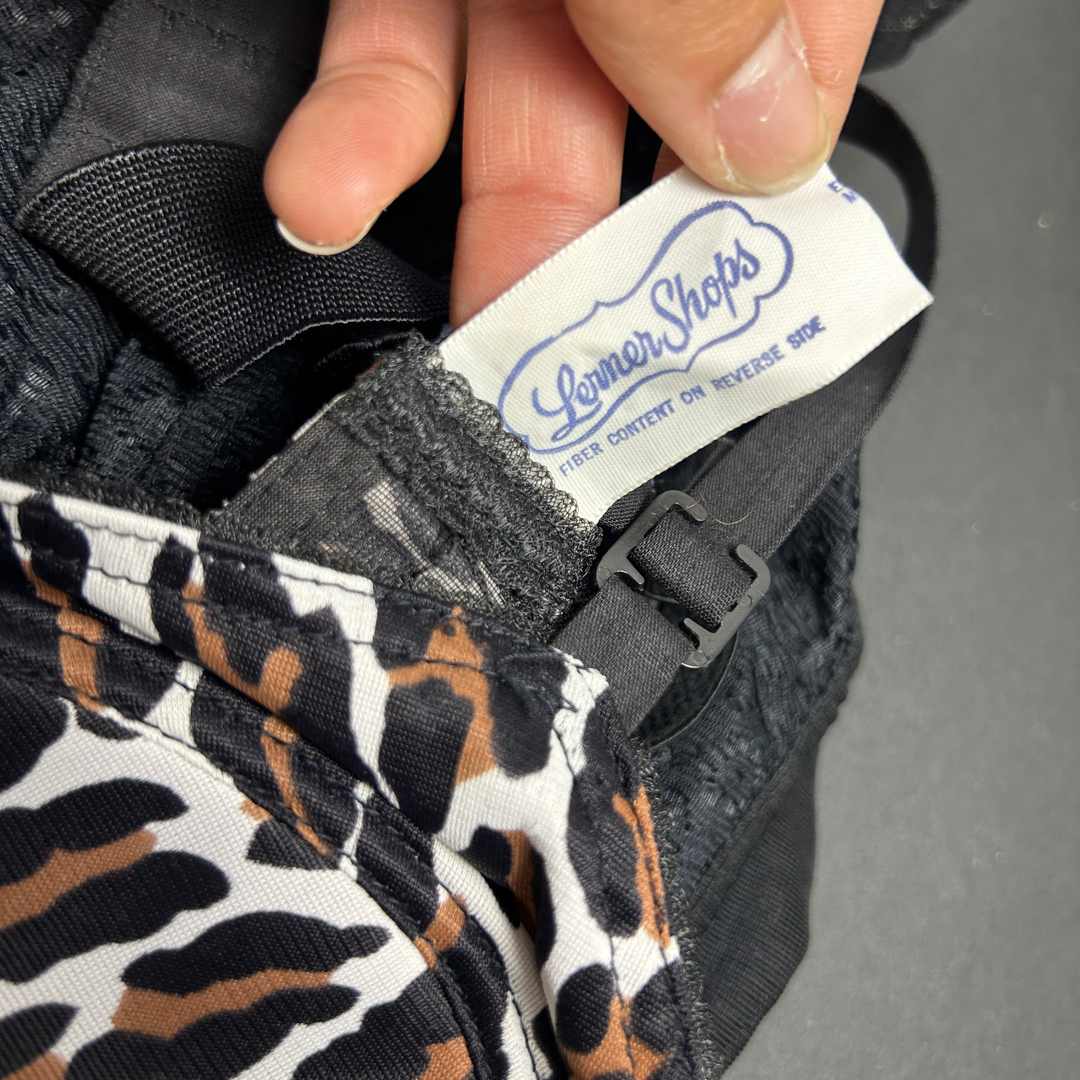 Lerner Shops
FIBER CONTENT ON REVERSE SIDE